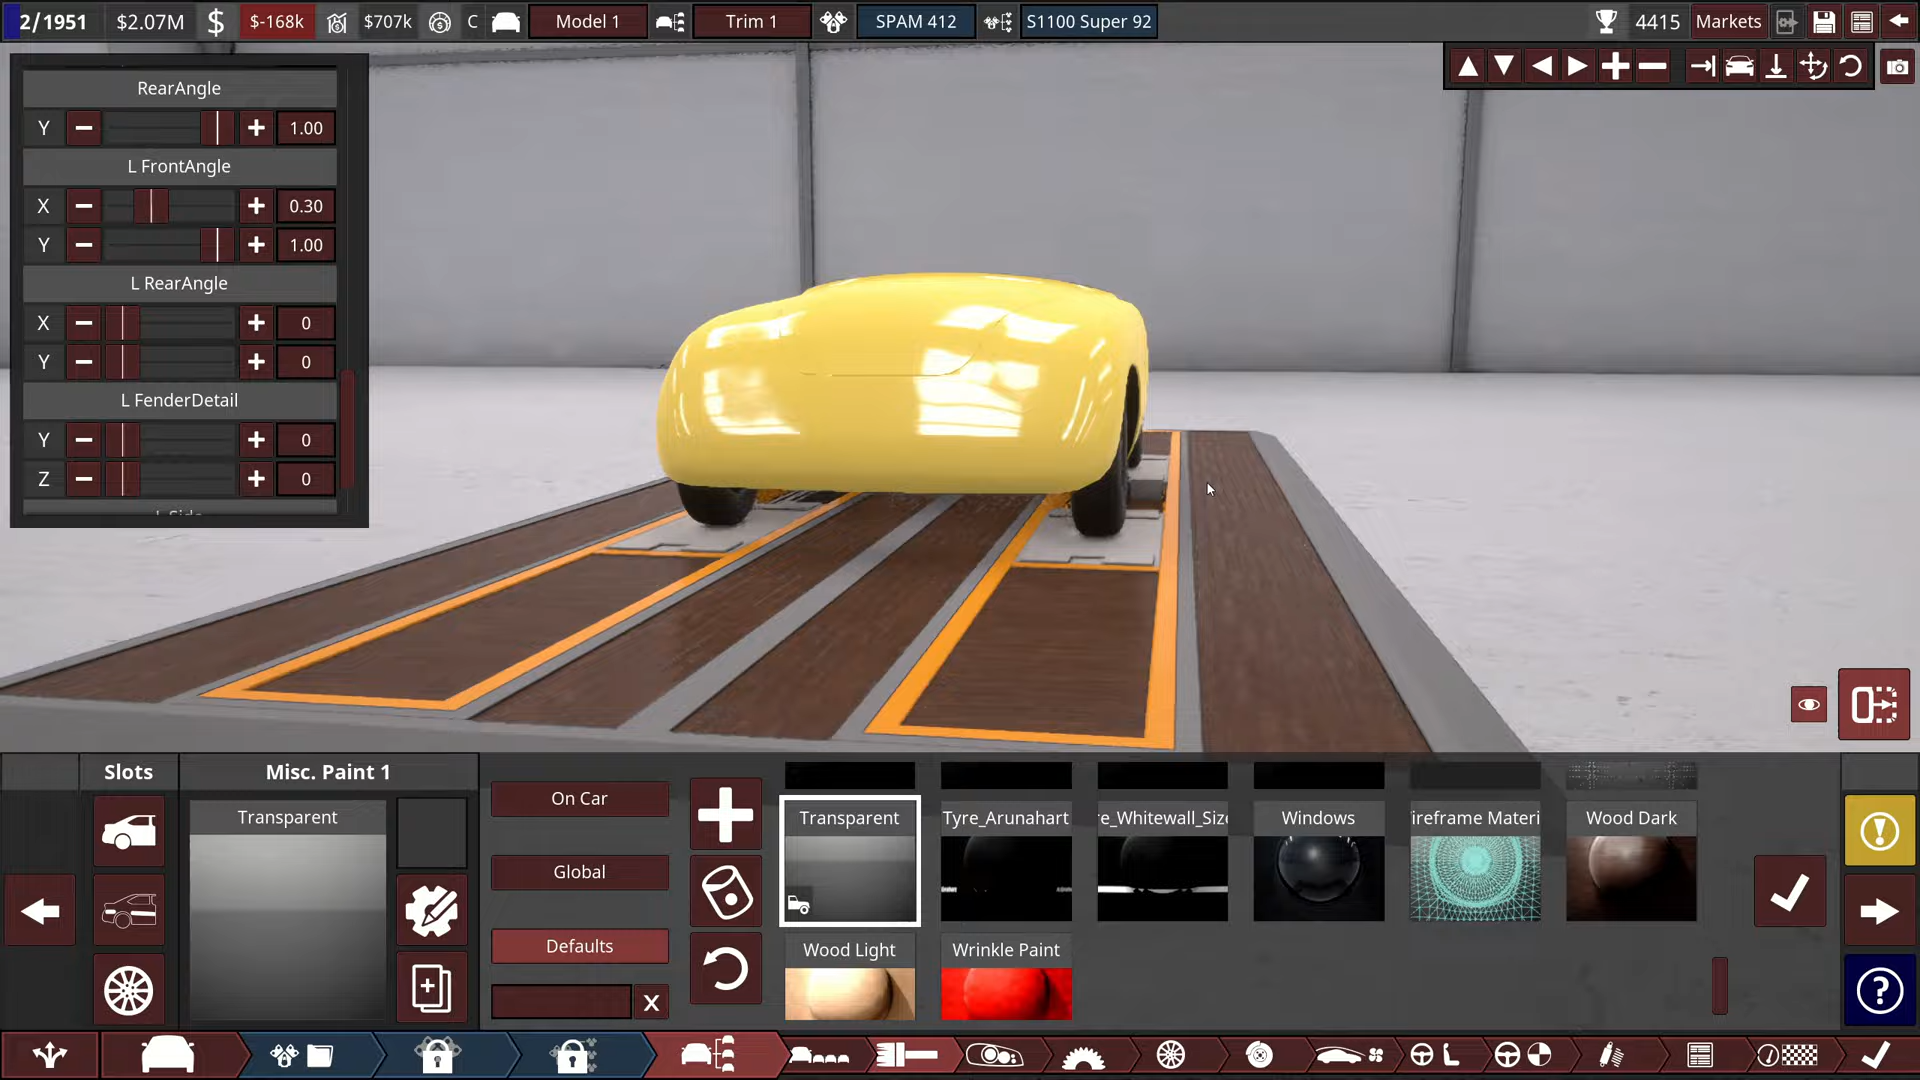 2/1951 $2.07M $-168k $707k C Model 1 Trim 1 SPAM 412 S1100 Super 92 4415 Markets
RearAngle
Y 1.00
L FrontAngle
X 0.30
Y 1.00
L RearAngle
X 0
Y 0
L FenderDetail
Y 0
Z 0
L Side
Slots
Misc. Paint 1
Transparent
On Car
Global
Defaults
X
Transparent
Tyre_Arunahart
re_Whitewall_Size
Windows
ireframe Materi
Wood Dark
Wood Light
Wrinkle Paint